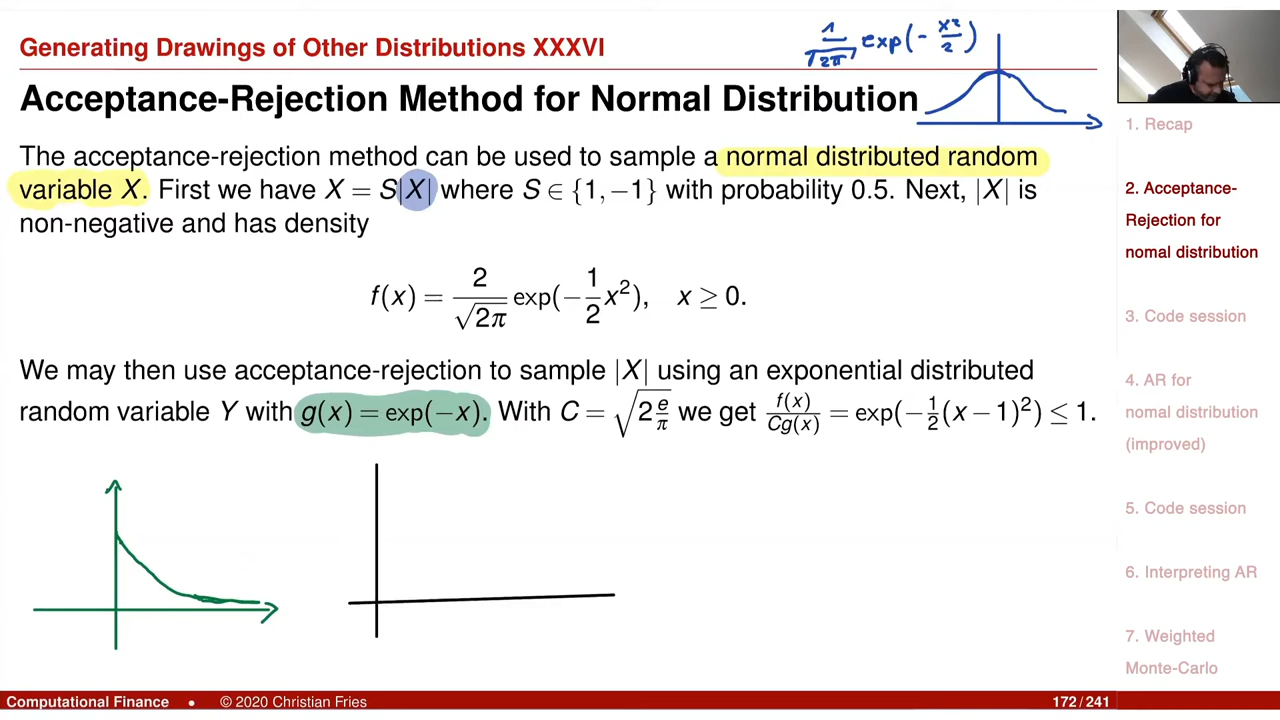 Generating Drawings of Other Distributions XXXVI
1/√2π exp(-x²/2)
Acceptance-Rejection Method for Normal Distribution
The acceptance-rejection method can be used to sample a normal distributed random
variable X. First we have X = S|X| where S ∈ {1, −1} with probability 0.5. Next, |X| is
non-negative and has density
f(x) = 2/√2π exp(−1/2 x²), x ≥ 0.
We may then use acceptance-rejection to sample |X| using an exponential distributed
random variable Y with g(x) = exp(−x). With C = √(2 e/π) we get f(x)/Cg(x) = exp(−1/2(x − 1)²) ≤ 1.
1. Recap
2. Acceptance-
Rejection for
nomal distribution
3. Code session
4. AR for
nomal distribution
(improved)
5. Code session
6. Interpreting AR
7. Weighted
Monte-Carlo
Computational Finance • © 2020 Christian Fries 172 / 241